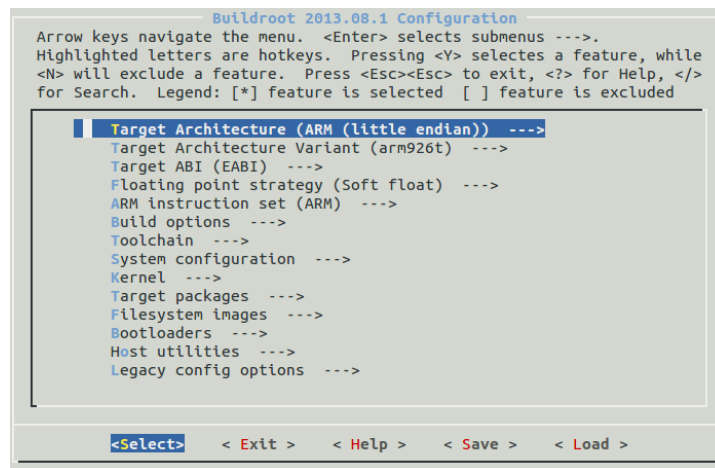 Buildroot 2013.08.1 Configuration
Arrow keys navigate the menu.  <Enter> selects submenus --->.
Highlighted letters are hotkeys.  Pressing <Y> selectes a feature, while
<N> will exclude a feature.  Press <Esc><Esc> to exit, <?> for Help, </>
for Search.  Legend: [*] feature is selected  [ ] feature is excluded
Target Architecture (ARM (little endian))  --->
Target Architecture Variant (arm926t)  --->
Target ABI (EABI)  --->
Floating point strategy (Soft float)  --->
ARM instruction set (ARM)  --->
Build options  --->
Toolchain  --->
System configuration  --->
Kernel  --->
Target packages  --->
Filesystem images  --->
Bootloaders  --->
Host utilities  --->
Legacy config options  --->
<Select>    < Exit >    < Help >    < Save >    < Load >